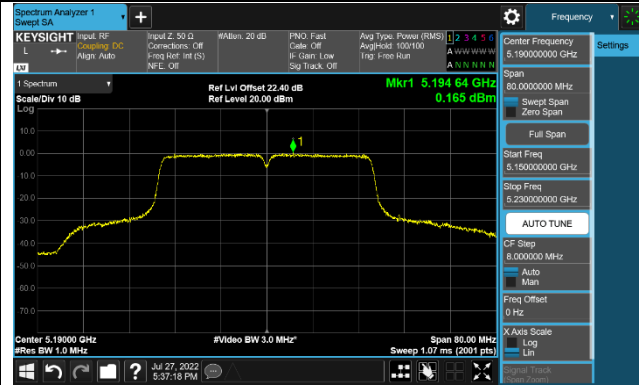 Spectrum Analyzer 1
Swept SA
Frequency
KEYSIGHT
L
Input: RF
Coupling: DC
Align: Auto
Input Z: 50 Ω
Corrections: Off
Freq Ref: Int (S)
NFE: Off
#Atten: 20 dB
PNO: Fast
Gate: Off
IF Gain: Low
Sig Track: Off
Avg Type: Power (RMS)
Avg|Hold: 100/100
Trig: Free Run
1 2 3 4 5 6
A W W W W W
A N N N N N
LXI
1 Spectrum
Scale/Div 10 dB
Log
Ref Lvl Offset 22.40 dB
Ref Level 20.00 dBm
Mkr1 5.194 64 GHz
0.165 dBm
1
10.0
0.00
-10.0
-20.0
-30.0
-40.0
-50.0
-60.0
-70.0
Center 5.19000 GHz
#Res BW 1.0 MHz
#Video BW 3.0 MHz*
Span 80.00 MHz
Sweep 1.07 ms (2001 pts)
Jul 27, 2022
5:37:18 PM
Center Frequency
5.190000000 GHz
Settings
Span
80.0000000 MHz
Swept Span
Zero Span
Full Span
Start Freq
5.150000000 GHz
Stop Freq
5.230000000 GHz
AUTO TUNE
CF Step
8.000000 MHz
Auto
Man
Freq Offset
0 Hz
X Axis Scale
Log
Lin
Signal Track
(Span Zoom)